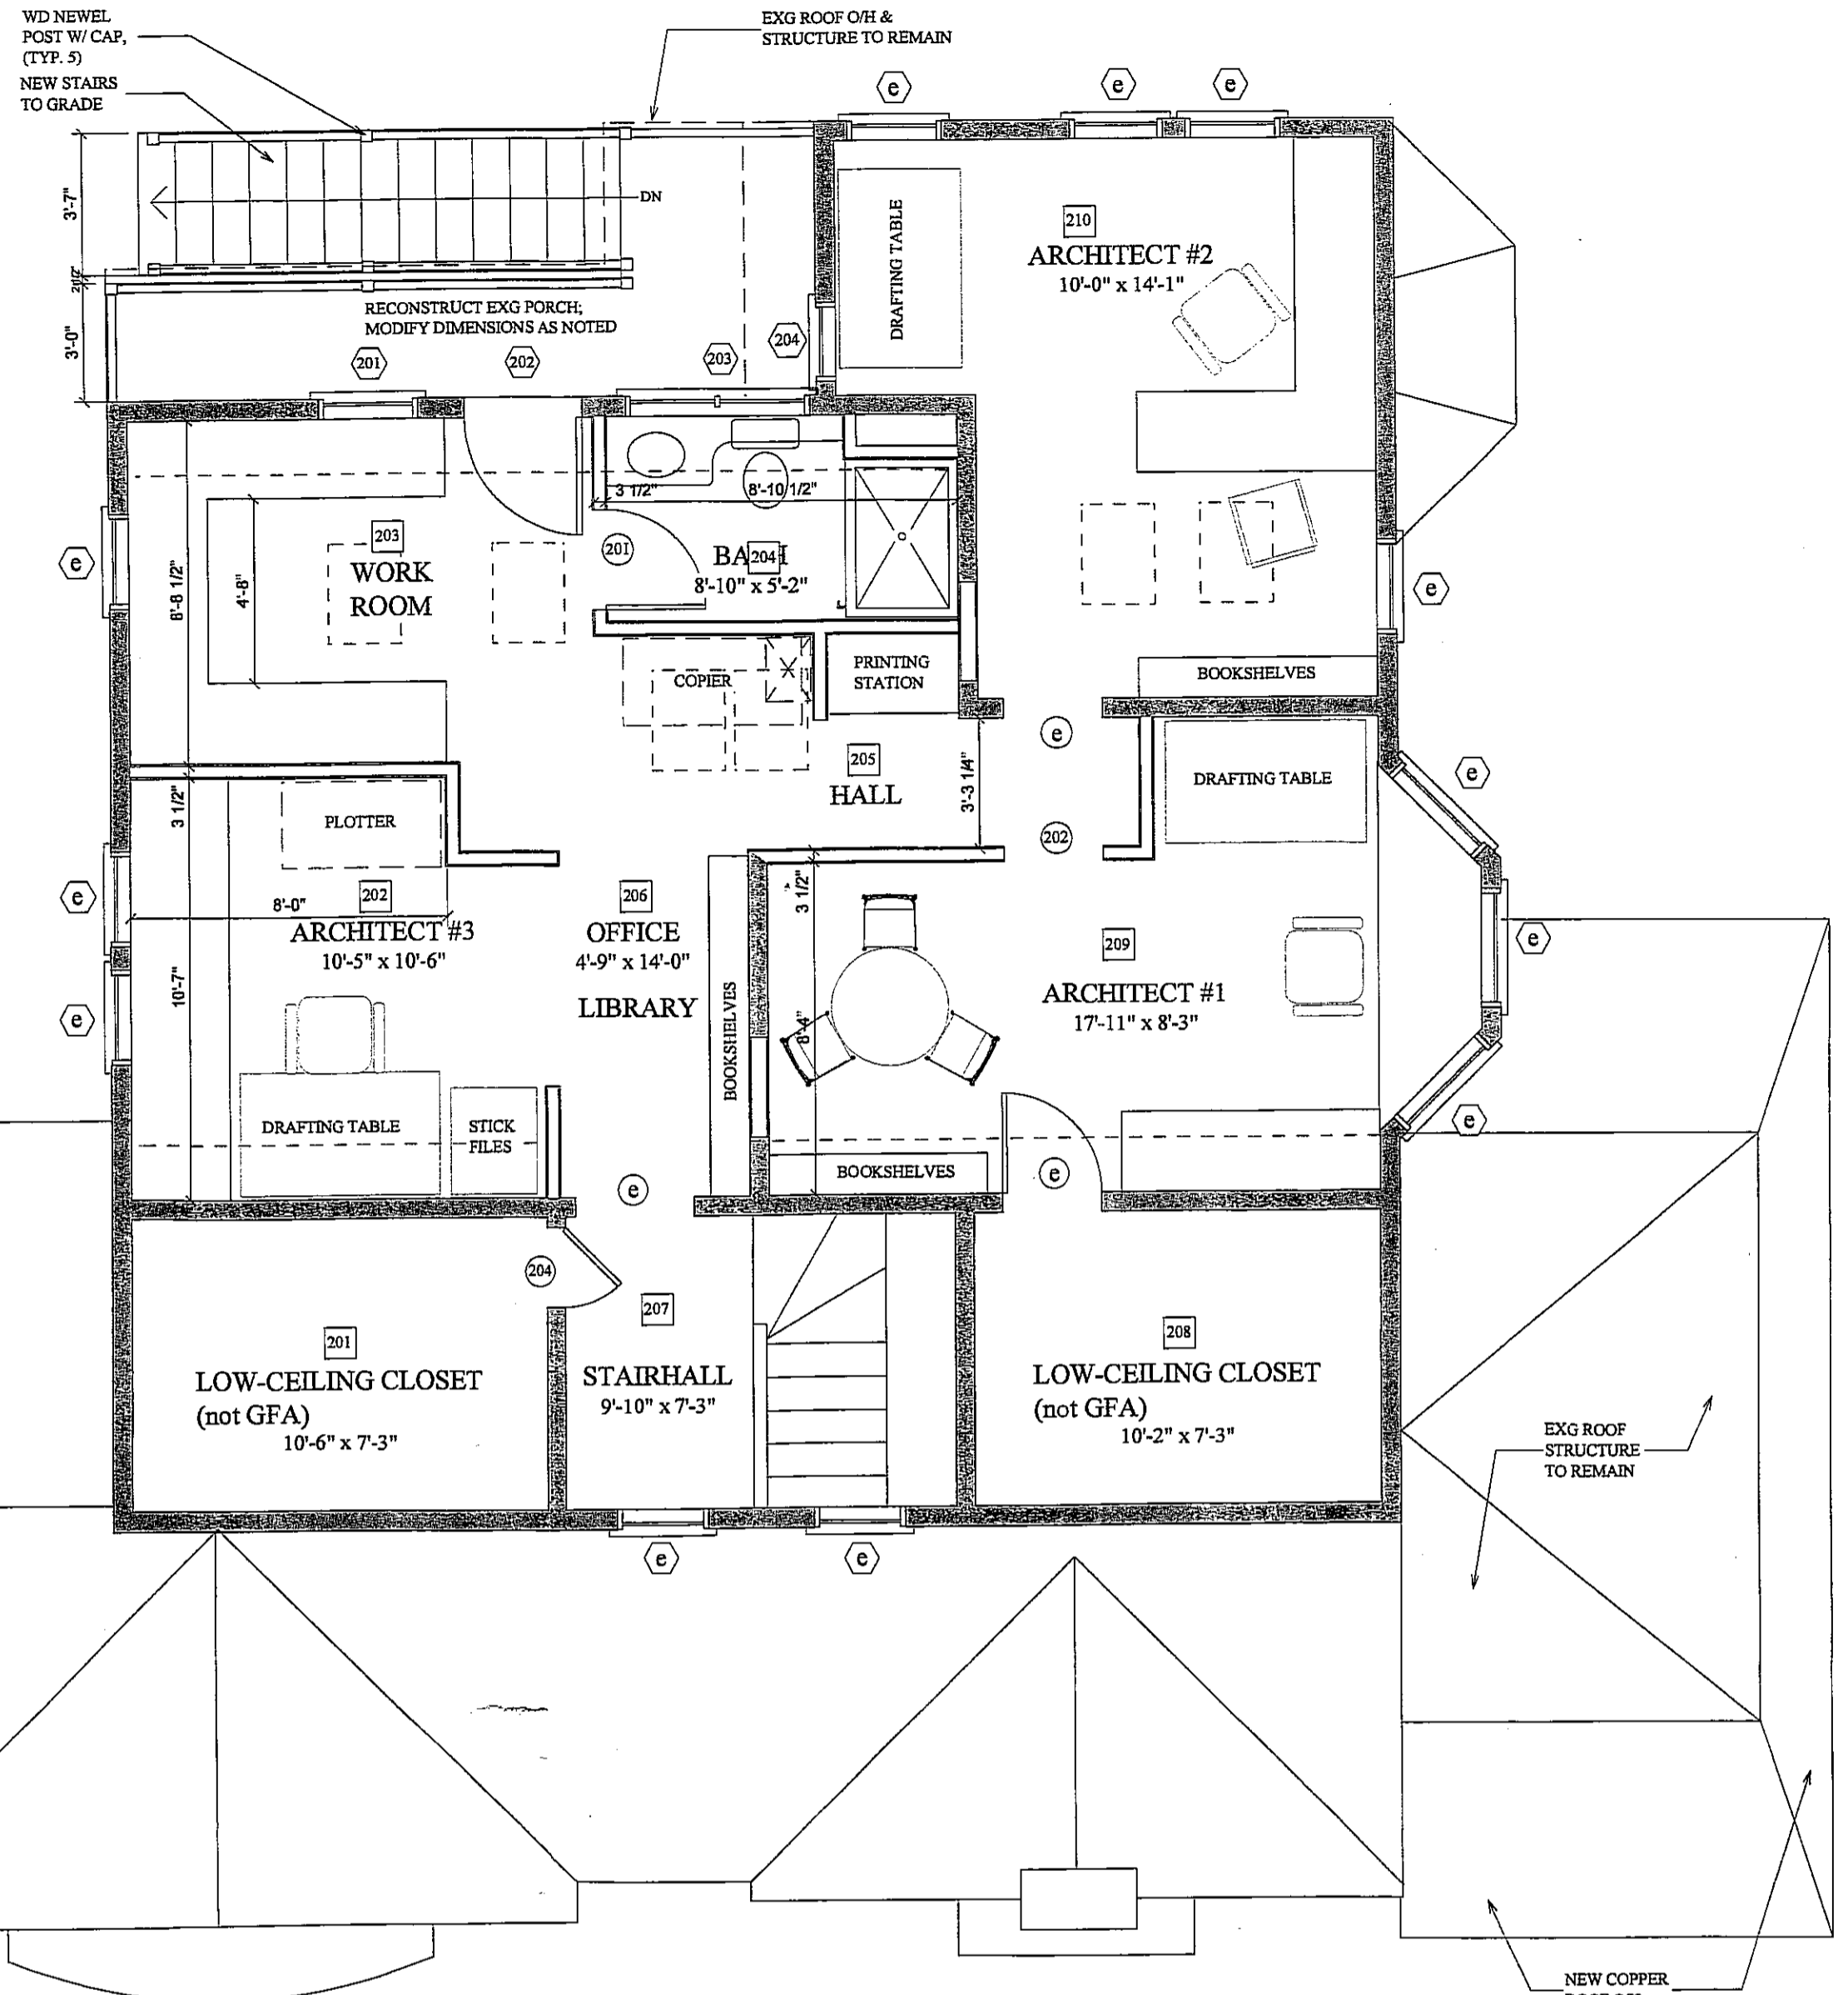 WD NEWEL
POST W/ CAP,
(TYP. 5)
NEW STAIRS
TO GRADE
EXG ROOF O/H &
STRUCTURE TO REMAIN
e
e
e
3'-7"
2 1/2"
3'-0"
DN
RECONSTRUCT EXG PORCH;
MODIFY DIMENSIONS AS NOTED
201
202
203
204
DRAFTING TABLE
210
ARCHITECT #2
10'-0" x 14'-1"
e
8'-8 1/2"
4'-8"
203
WORK
ROOM
3 1/2"
8'-10 1/2"
201
204
8'-10" x 5'-2"
e
COPIER
PRINTING
STATION
BOOKSHELVES
205
HALL
3'-3 1/4"
e
202
DRAFTING TABLE
e
e
e
3 1/2"
PLOTTER
e
e
8'-0"
202
ARCHITECT #3
10'-5" x 10'-6"
10'-7"
206
OFFICE
4'-9" x 14'-0"
LIBRARY
BOOKSHELVES
3 1/2"
8'-4"
209
ARCHITECT #1
17'-11" x 8'-3"
DRAFTING TABLE
STICK
FILES
BOOKSHELVES
e
e
204
201
LOW-CEILING CLOSET
(not GFA)
10'-6" x 7'-3"
207
STAIRHALL
9'-10" x 7'-3"
208
LOW-CEILING CLOSET
(not GFA)
10'-2" x 7'-3"
e
e
EXG ROOF
STRUCTURE
TO REMAIN
NEW COPPER